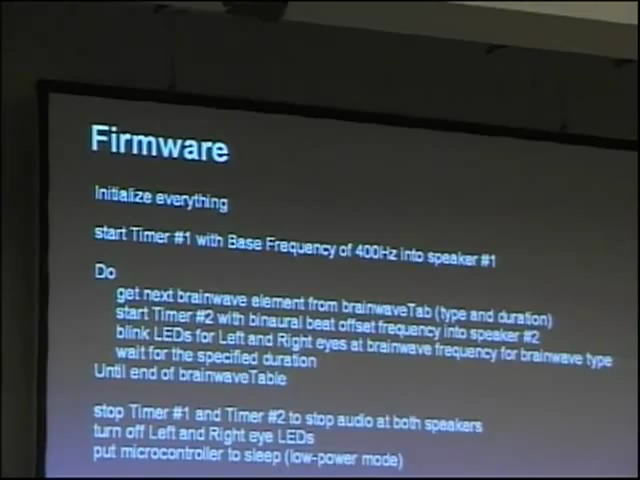 Firmware
Initialize everything
start Timer #1 with Base Frequency of 400Hz into speaker #1
Do
get next brainwave element from brainwaveTab (type and duration)
start Timer #2 with binaural beat offset frequency into speaker #2
blink LEDs for Left and Right eyes at brainwave frequency for brainwave type
wait for the specified duration
Until end of brainwaveTable
stop Timer #1 and Timer #2 to stop audio at both speakers
turn off Left and Right eye LEDs
put microcontroller to sleep (low-power mode)